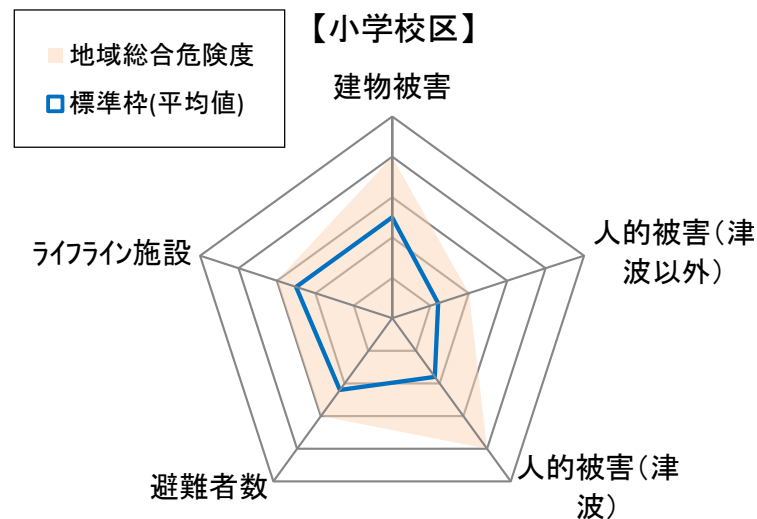 【小学校区】
地域総合危険度
標準枠(平均値)
建物被害
人的被害（津
波以外）
人的被害（津
波）
避難者数
ライフライン施設